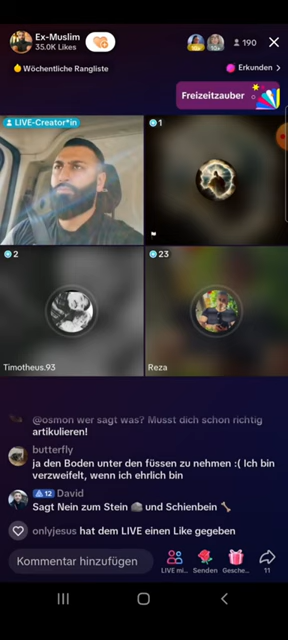 Ex-Muslim
35.0K Likes
190
Wöchentliche Rangliste
Erkunden >
Freizeitzauber
LIVE-Creator*in
1
2
23
Timotheus.93
Reza
@osmon wer sagt was? Musst dich schon richtig
artikulieren!
butterfly
ja den Boden unter den füssen zu nehmen :( Ich bin
verzweifelt, wenn ich ehrlich bin
12 David
Sagt Nein zum Stein 🪨 und Schienbein 🦴
onlyjesus hat dem LIVE einen Like gegeben
Kommentar hinzufügen
LIVE mi...
Senden
Gesche...
11